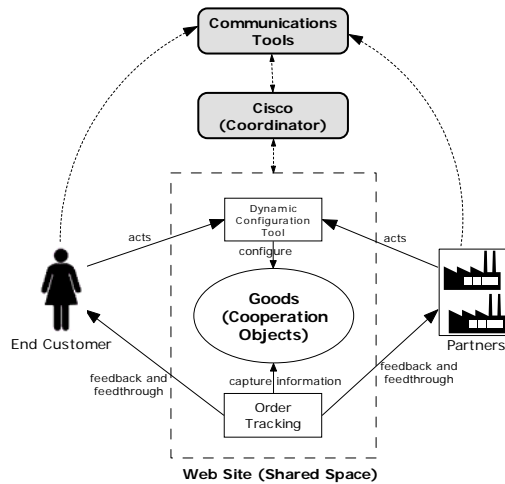 Communications
Tools
Cisco
(Coordinator)
Dynamic
Configuration
Tool
acts
acts
configure
Goods
(Cooperation
Objects)
End Customer
Partners
feedback and
feedthrough
capture information
feedback and
feedthrough
Order
Tracking
Web Site (Shared Space)